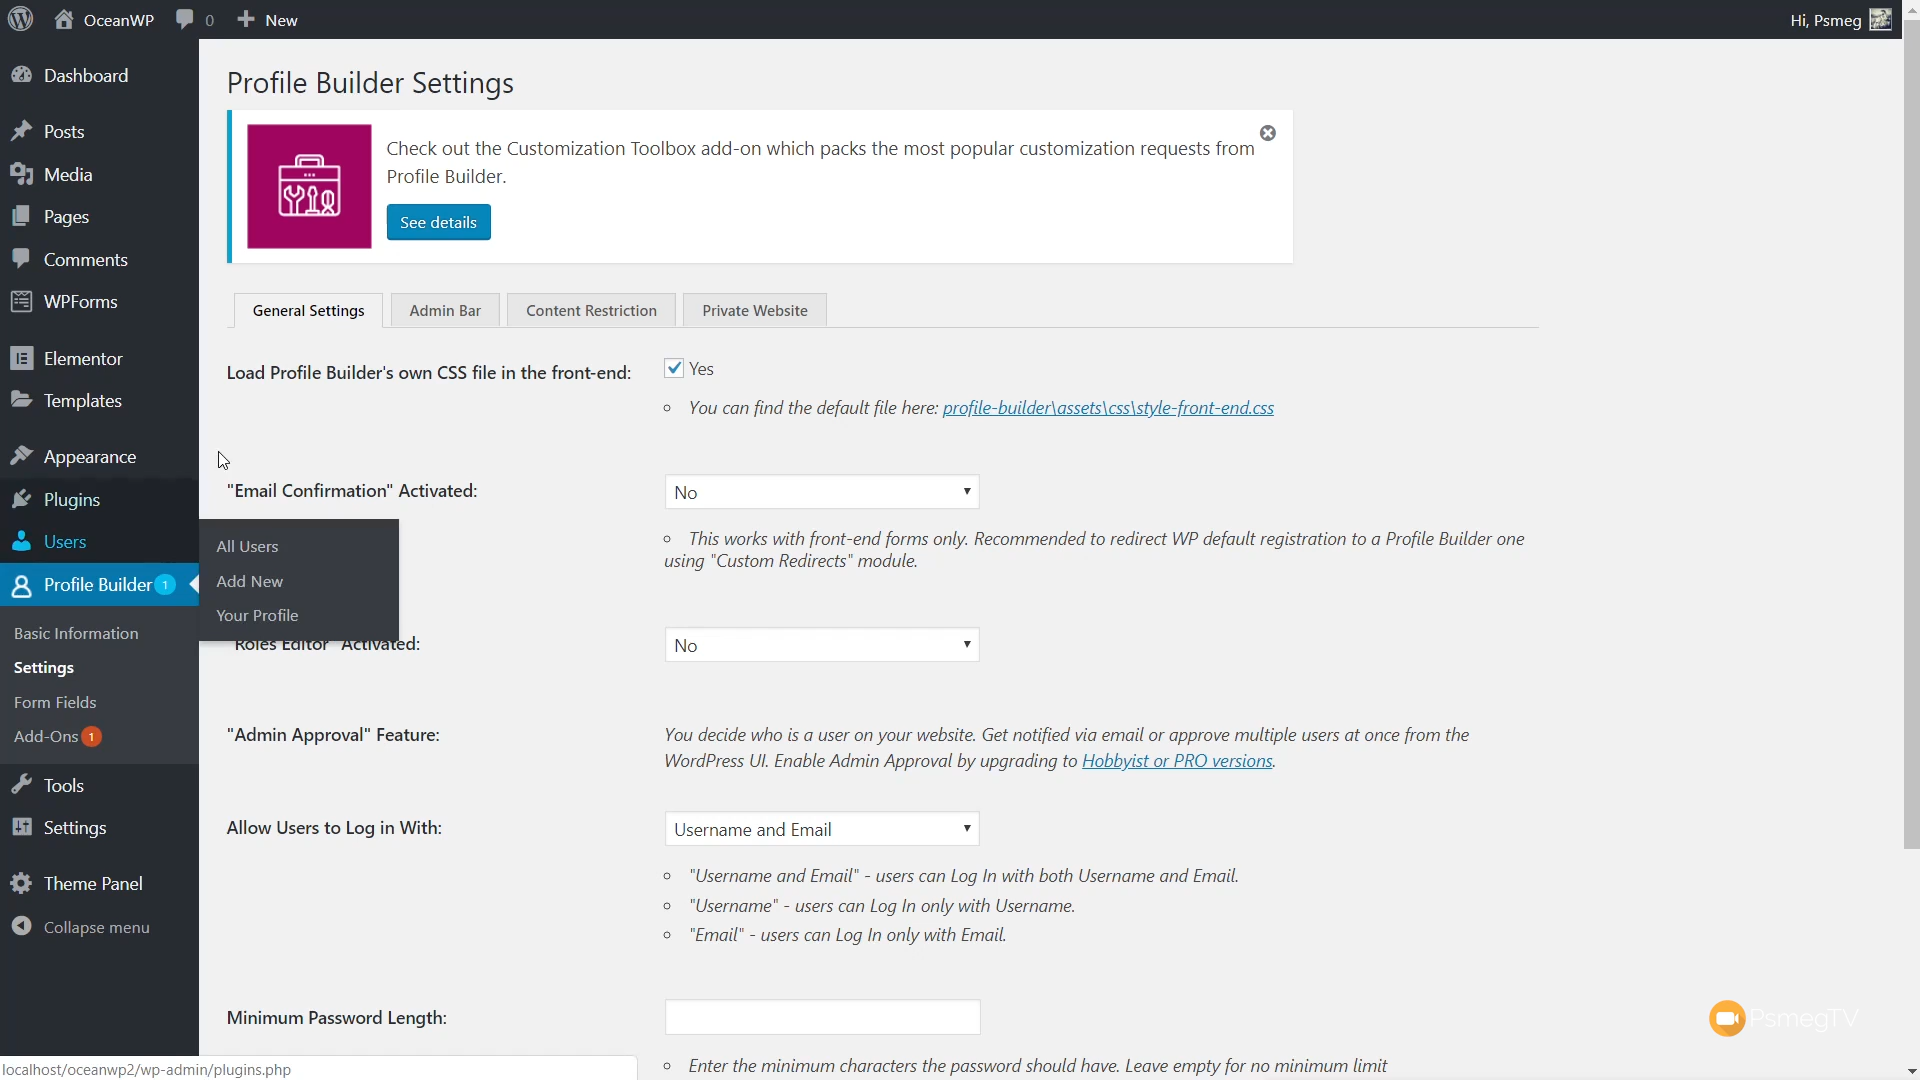 OceanWP 0 New Hi, Psmeg
Dashboard
Posts
Media
Pages
Comments
WPForms
Elementor
Templates
Appearance
Plugins
Users
All Users
Add New
Your Profile
Profile Builder 1
Basic Information
Settings
Form Fields
Add-Ons 1
Tools
Settings
Theme Panel
Collapse menu
Profile Builder Settings
Check out the Customization Toolbox add-on which packs the most popular customization requests from
Profile Builder.
See details
General Settings Admin Bar Content Restriction Private Website
Load Profile Builder's own CSS file in the front-end: Yes
You can find the default file here: profile-builder\assets\css\style-front-end.css
"Email Confirmation" Activated: No
This works with front-end forms only. Recommended to redirect WP default registration to a Profile Builder one
using "Custom Redirects" module.
"Roles Editor" Activated: No
"Admin Approval" Feature: You decide who is a user on your website. Get notified via email or approve multiple users at once from the
WordPress UI. Enable Admin Approval by upgrading to Hobbyist or PRO versions.
Allow Users to Log in With: Username and Email
"Username and Email" - users can Log In with both Username and Email.
"Username" - users can Log In only with Username.
"Email" - users can Log In only with Email.
Minimum Password Length:
Enter the minimum characters the password should have. Leave empty for no minimum limit
PsmegTV
localhost/oceanwp2/wp-admin/plugins.php